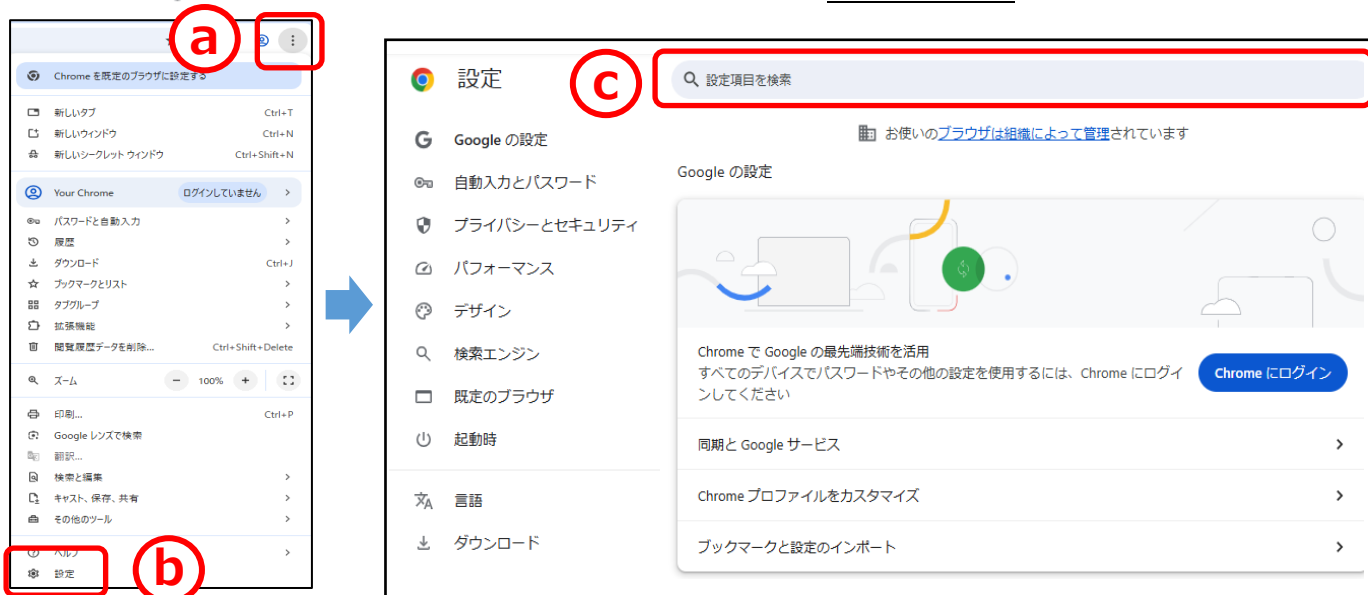 a
Chrome を既定のブラウザに設定する
新しいタブ Ctrl+T
新しいウィンドウ Ctrl+N
新しいシークレット ウィンドウ Ctrl+Shift+N
Your Chrome ログインしていません
パスワードと自動入力
履歴
ダウンロード Ctrl+J
ブックマークとリスト
タブグループ
拡張機能
閲覧履歴データを削除... Ctrl+Shift+Delete
ズーム − 100% +
印刷... Ctrl+P
Google レンズで検索
翻訳...
検索と編集
キャスト、保存、共有
その他のツール
ヘルプ
設定
b
設定
c
設定項目を検索
Google の設定
自動入力とパスワード
プライバシーとセキュリティ
パフォーマンス
デザイン
検索エンジン
既定のブラウザ
起動時
言語
ダウンロード
お使いのブラウザは組織によって管理されています
Google の設定
Chrome で Google の最先端技術を活用
すべてのデバイスでパスワードやその他の設定を使用するには、Chrome にログイ
ンしてください
Chrome にログイン
同期と Google サービス
Chrome プロファイルをカスタマイズ
ブックマークと設定のインポート